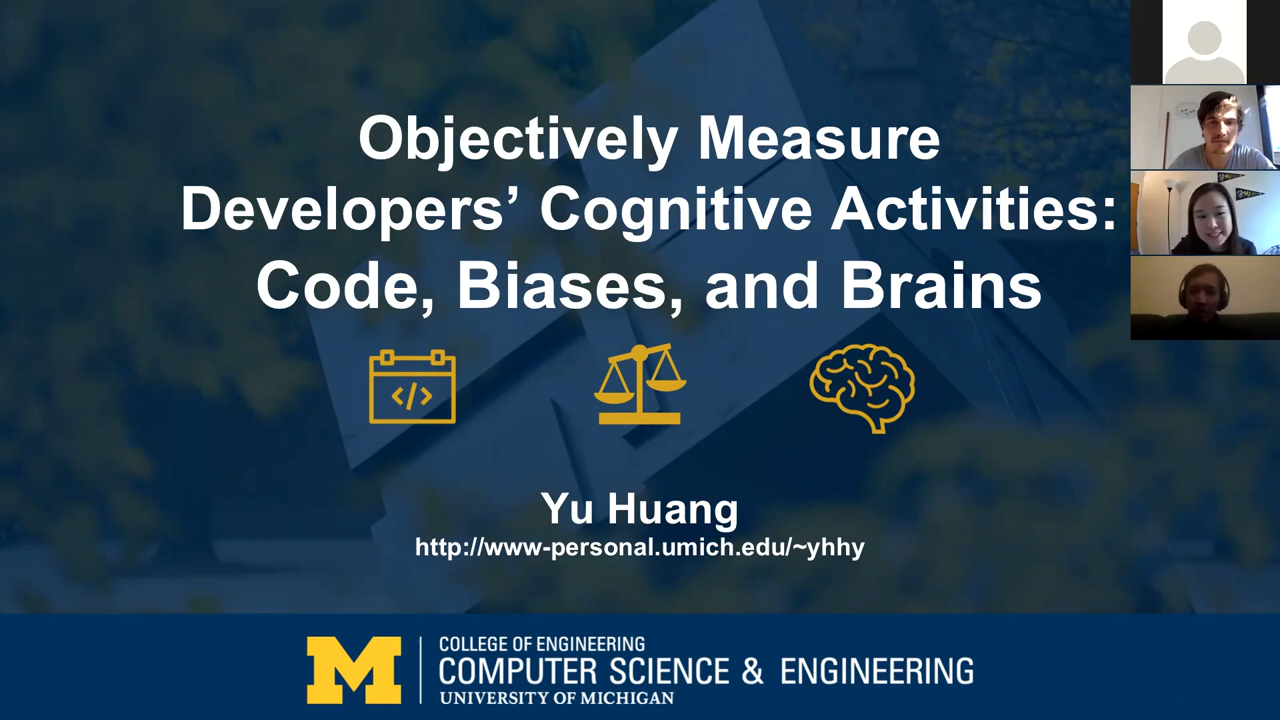 Objectively Measure
Developers’ Cognitive Activities:
Code, Biases, and Brains
</>
Yu Huang
http://www-personal.umich.edu/~yhhy
M
COLLEGE OF ENGINEERING
COMPUTER SCIENCE & ENGINEERING
UNIVERSITY OF MICHIGAN